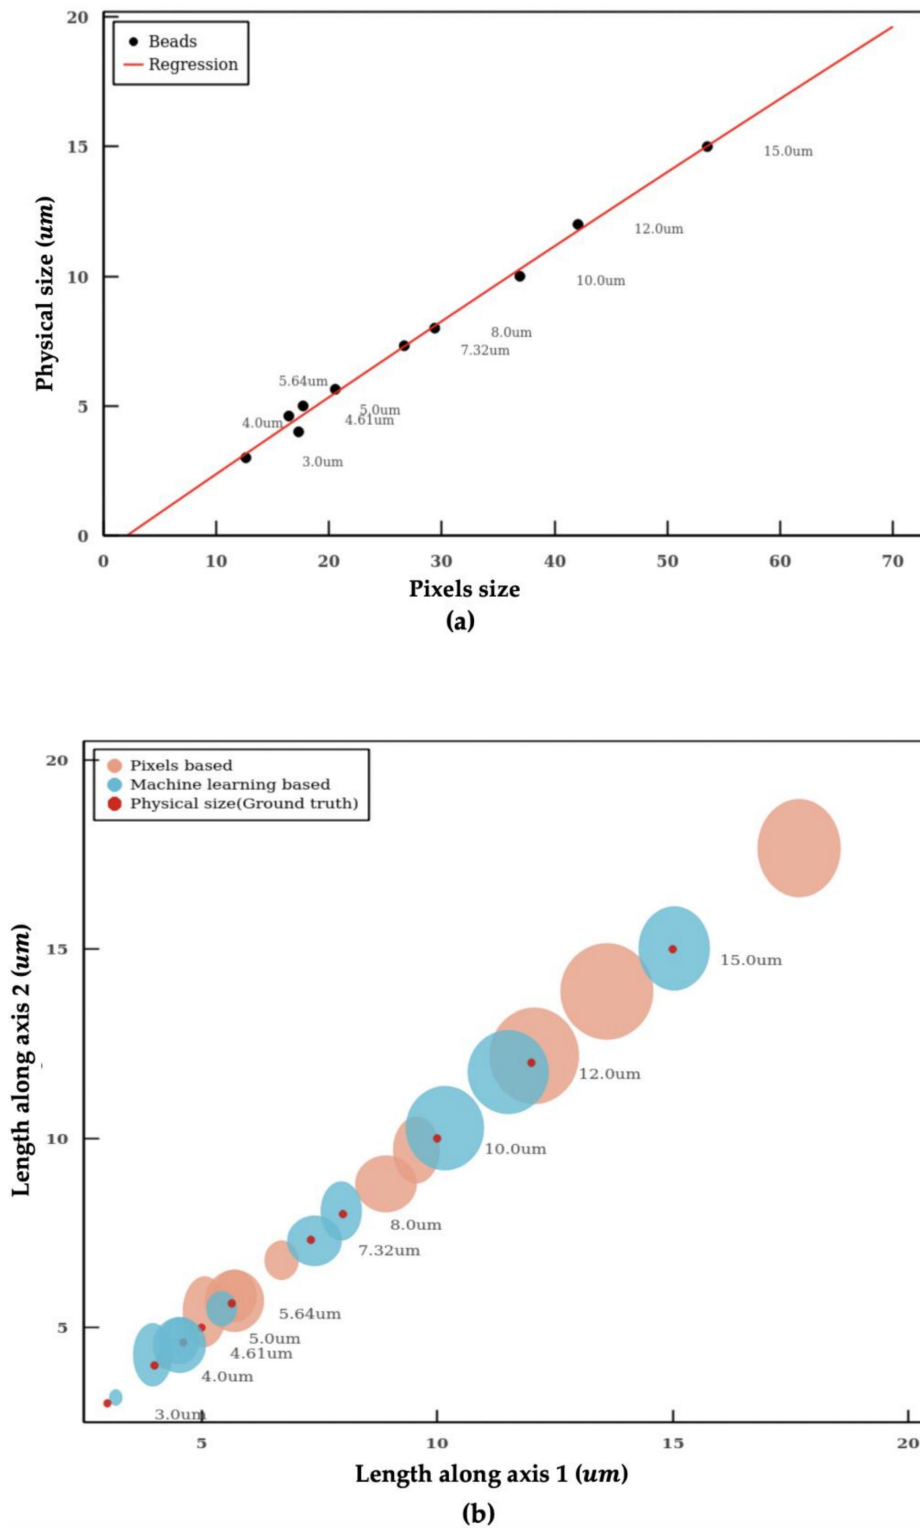 20
Beads
Regression
15
15.0um
12.0um
10
10.0um
8.0um
7.32um
5.64um
5
5.0um
4.0um
4.61um
3.0um
0
Physical size (um)
0 10 20 30 40 50 60 70
Pixels size
(a)
20
Pixels based
Machine learning based
Physical size(Ground truth)
15
15.0um
12.0um
10
10.0um
8.0um
7.32um
5
5.64um
5.0um
4.61um
4.0um
3.0um
Length along axis 2 (um)
5 10 15 20
Length along axis 1 (um)
(b)